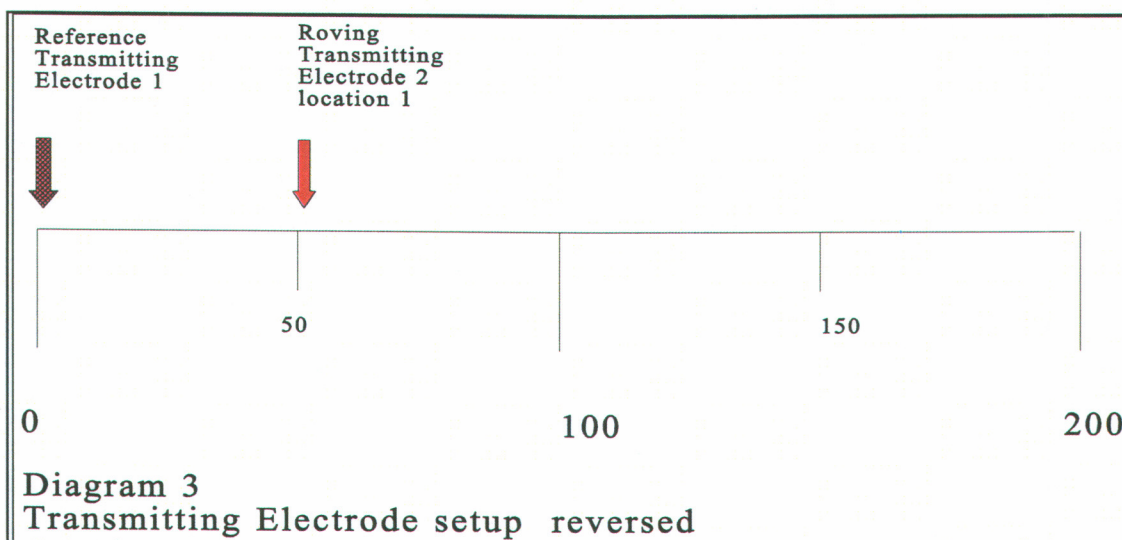 Reference
Transmitting
Electrode 1
Roving
Transmitting
Electrode 2
location 1
50
150
0
100
200
Diagram 3
Transmitting Electrode setup reversed